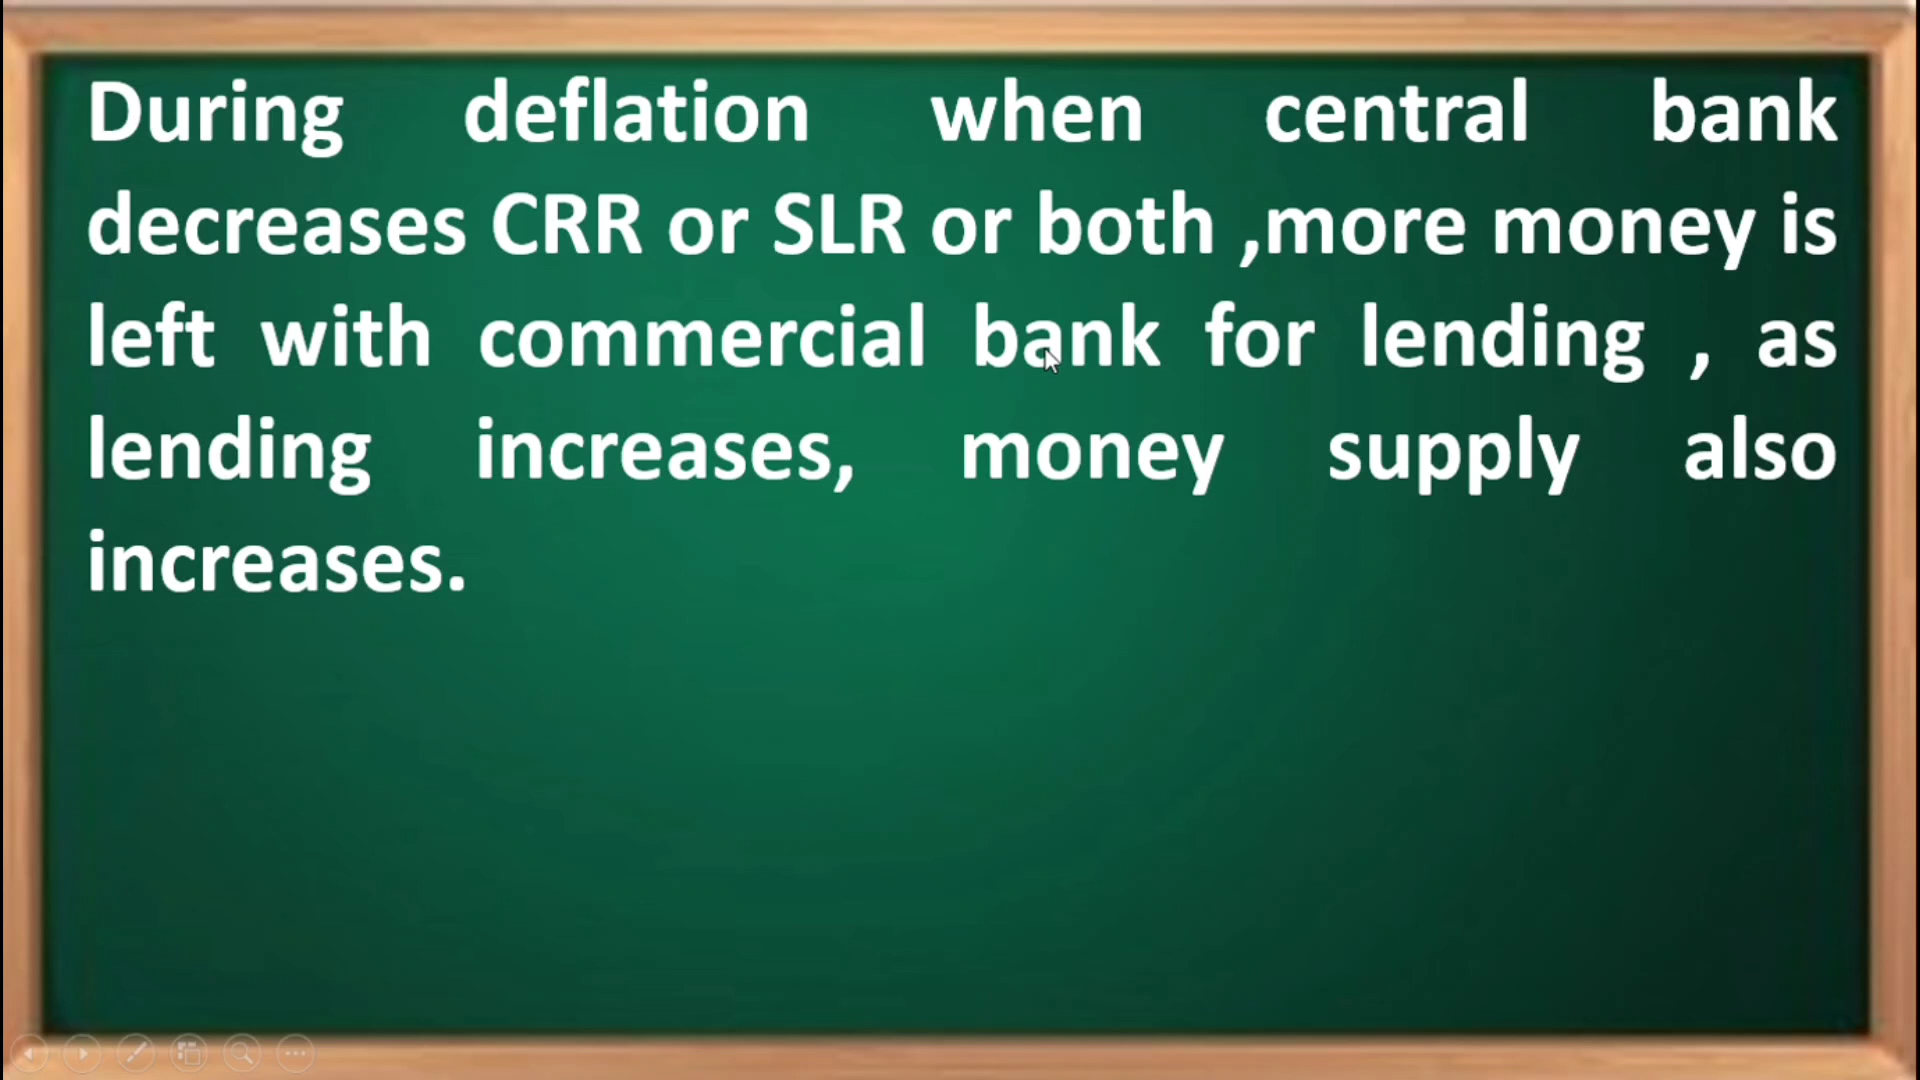 During deflation when central bank
decreases CRR or SLR or both ,more money is
left with commercial bank for lending , as
lending increases, money supply also
increases.